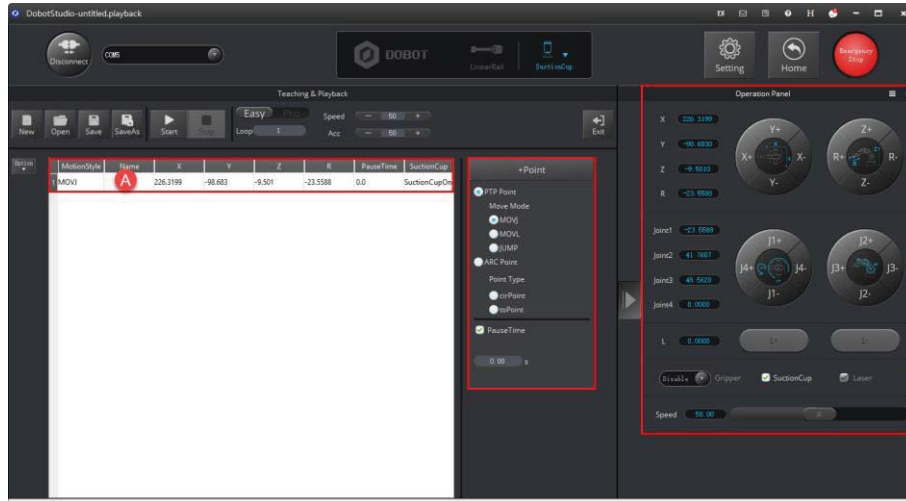 DobotStudio-untitled.playback
H
Disconnect
COM5
DOBOT
LinearRail
SuctionCup
Setting
Home
Emergency
Stop
Teaching & Playback
Operation Panel
New
Open
Save
SaveAs
Start
Stop
Easy
Pro
Loop
1
Speed
- 50 +
Acc
- 50 +
Exit
Option
MotionStyle Name X Y Z R PauseTime SuctionCup
1 MOVJ A 226.3199 -98.683 -9.501 -23.5588 0.0 SuctionCupOn
+Point
PTP Point
Move Mode
MOVJ
MOVL
JUMP
ARC Point
Point Type
cirPoint
toPoint
PauseTime
0.00 s
X 226.3199
Y -98.6830
Z -9.5010
R -23.5588
Y+
X+ X-
Y-
Z+
R+ R-
Z-
Joint1 -23.5588
Joint2 41.7607
Joint3
Joint4 0.0000
J1+
J4+ J4-
J1-
J2+
J3+ J3-
J2-
L 0.0000
L+
L-
Disable Gripper
SuctionCup
Laser
Speed 50.00